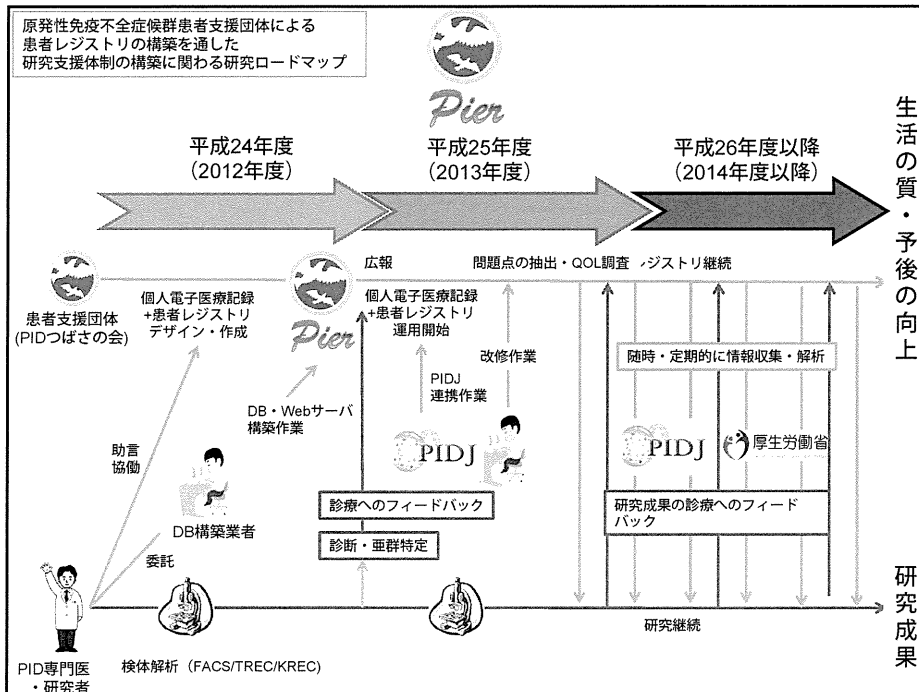 原発性免疫不全症候群患者支援団体による
患者レジストリの構築を通した
研究支援体制の構築に関わる研究ロードマップ
Pier
生活の質・予後の向上
平成24年度
(2012年度)
平成25年度
(2013年度)
平成26年度以降
(2014年度以降)
広報
問題点の抽出・QOL調査
ジストリ継続
患者支援団体
(PIDつばさの会)
個人電子医療記録
+患者レジストリ
デザイン・作成
Pier
個人電子医療記録
+患者レジストリ
運用開始
改修作業
随時・定期的に情報収集・解析
DB・Webサーバ
構築作業
PIDJ
連携作業
助言
協働
PIDJ
PIDJ
厚生労働省
DB構築業者
診療へのフィードバック
研究成果の診療へのフィード
バック
診断・亜群特定
委託
研究成果
研究継続
PID専門医
・研究者
検体解析（FACS/TREC/KREC)